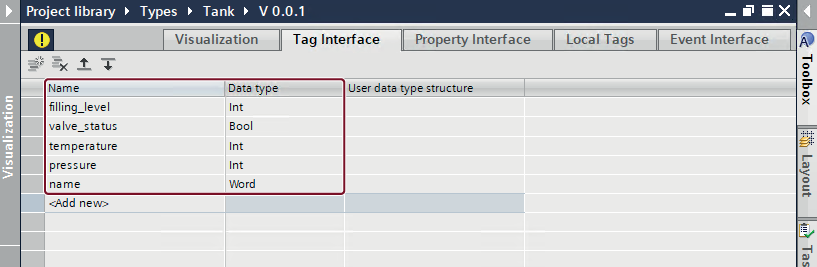 Project library > Types > Tank > V 0.0.1
Visualization Tag Interface Property Interface Local Tags Event Interface
Name Data type User data type structure
filling_level Int
valve_status Bool
temperature Int
pressure Int
name Word
<Add new>
Visualization
Toolbox
Layout
Tas